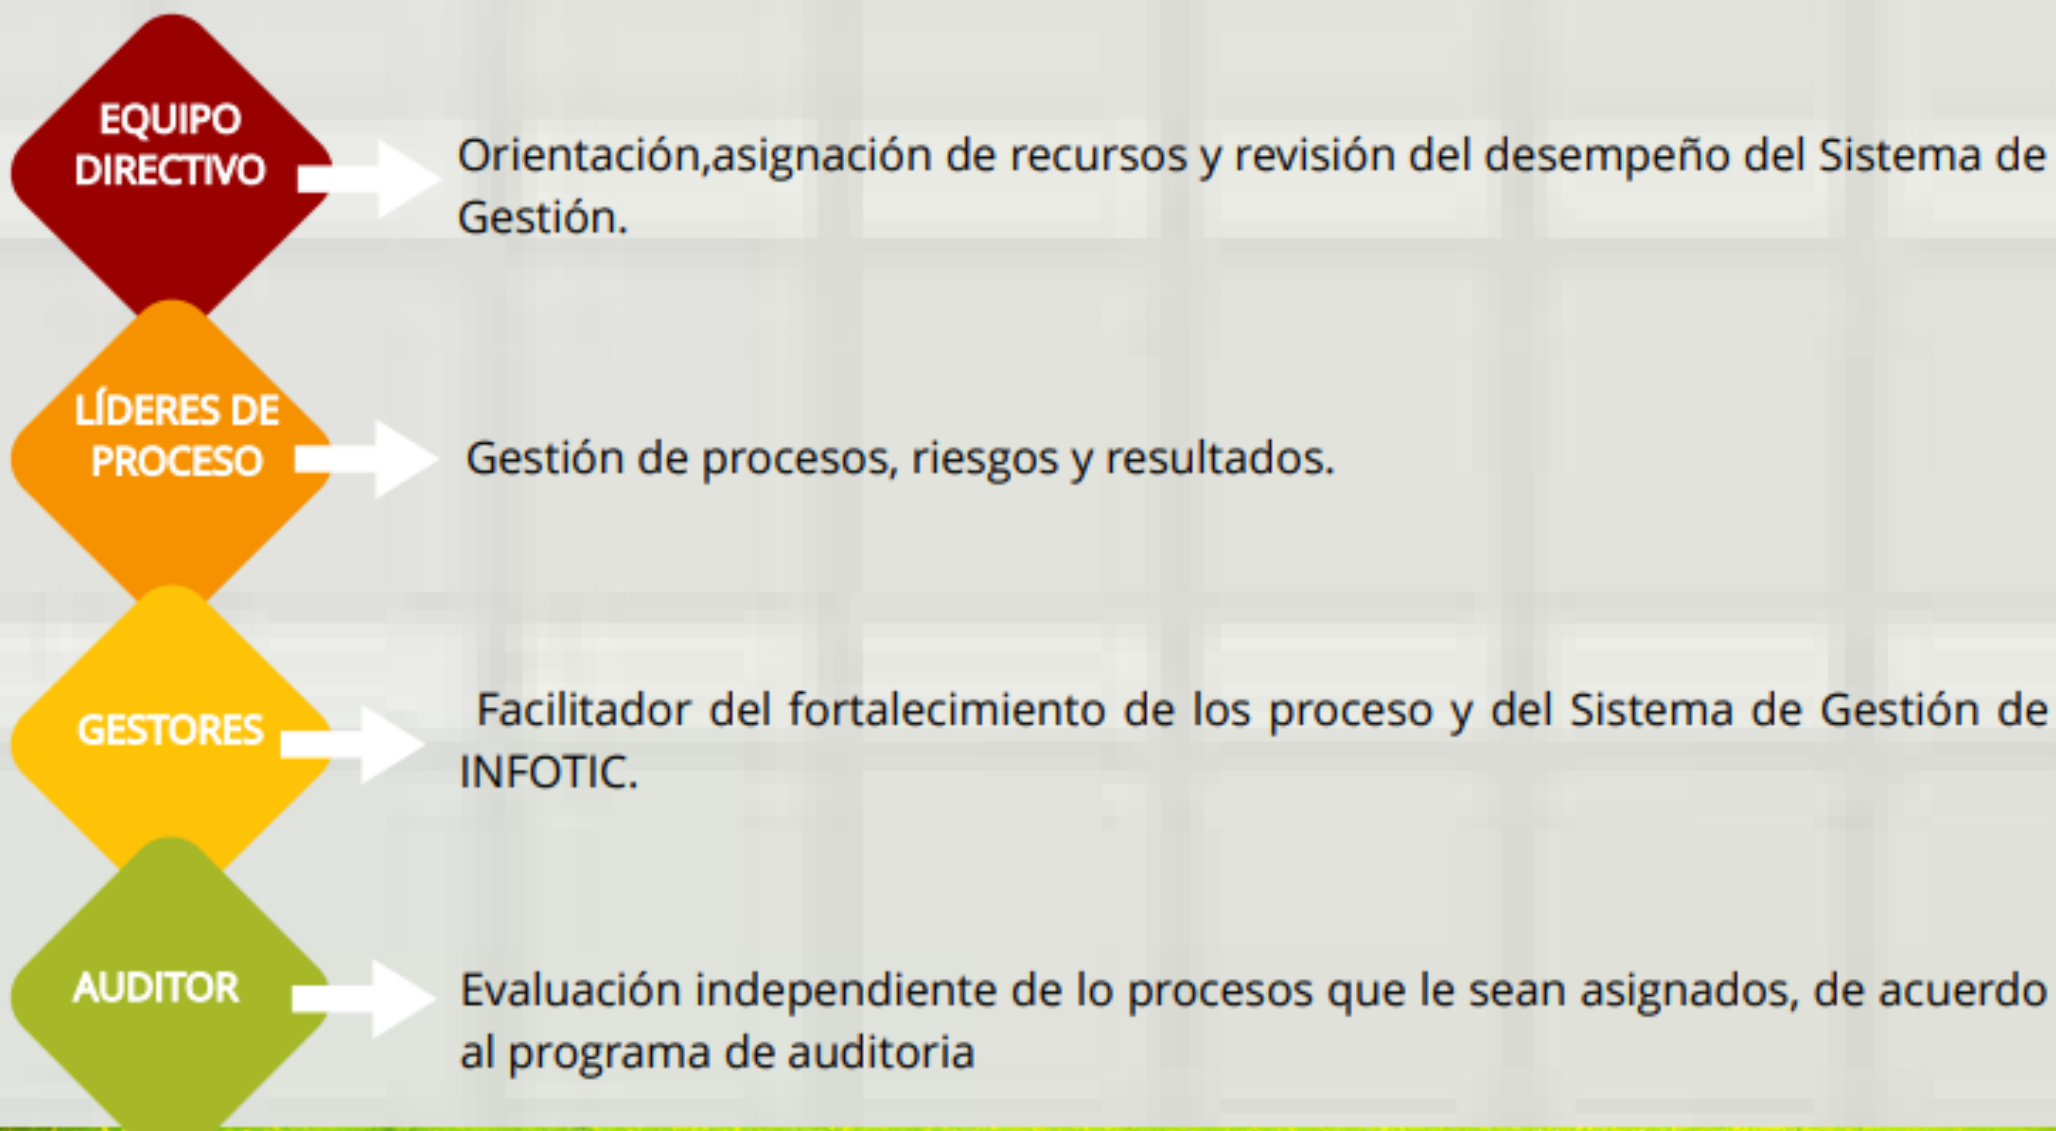 EQUIPO
DIRECTIVO
Orientación,asignación de recursos y revisión del desempeño del Sistema de
Gestión.
LÍDERES DE
PROCESO
Gestión de procesos, riesgos y resultados.
GESTORES
Facilitador del fortalecimiento de los proceso y del Sistema de Gestión de
INFOTIC.
AUDITOR
Evaluación independiente de lo procesos que le sean asignados, de acuerdo
al programa de auditoria